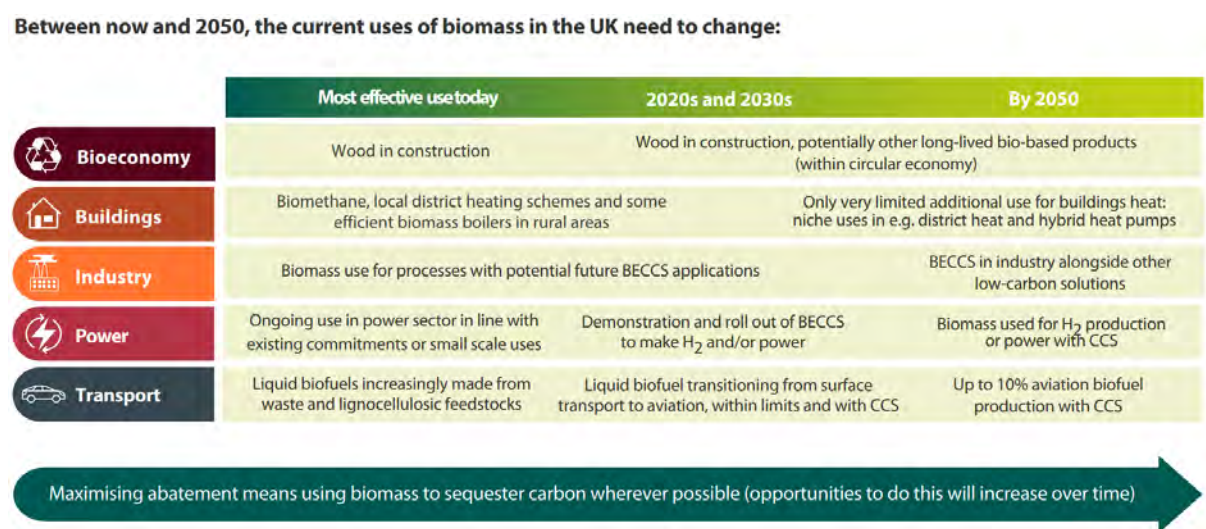 Between now and 2050, the current uses of biomass in the UK need to change:
Most effective use today
2020s and 2030s
By 2050
Bioeconomy
Wood in construction
Wood in construction, potentially other long-lived bio-based products
(within circular economy)
Buildings
Biomethane, local district heating schemes and some
efficient biomass boilers in rural areas
Only very limited additional use for buildings heat:
niche uses in e.g. district heat and hybrid heat pumps
Industry
Biomass use for processes with potential future BECCS applications
BECCS in industry alongside other
low-carbon solutions
Power
Ongoing use in power sector in line with
existing commitments or small scale uses
Demonstration and roll out of BECCS
to make H₂ and/or power
Biomass used for H₂ production
or power with CCS
Transport
Liquid biofuels increasingly made from
waste and lignocellulosic feedstocks
Liquid biofuel transitioning from surface
transport to aviation, within limits and with CCS
Up to 10% aviation biofuel
production with CCS
Maximising abatement means using biomass to sequester carbon wherever possible (opportunities to do this will increase over time)